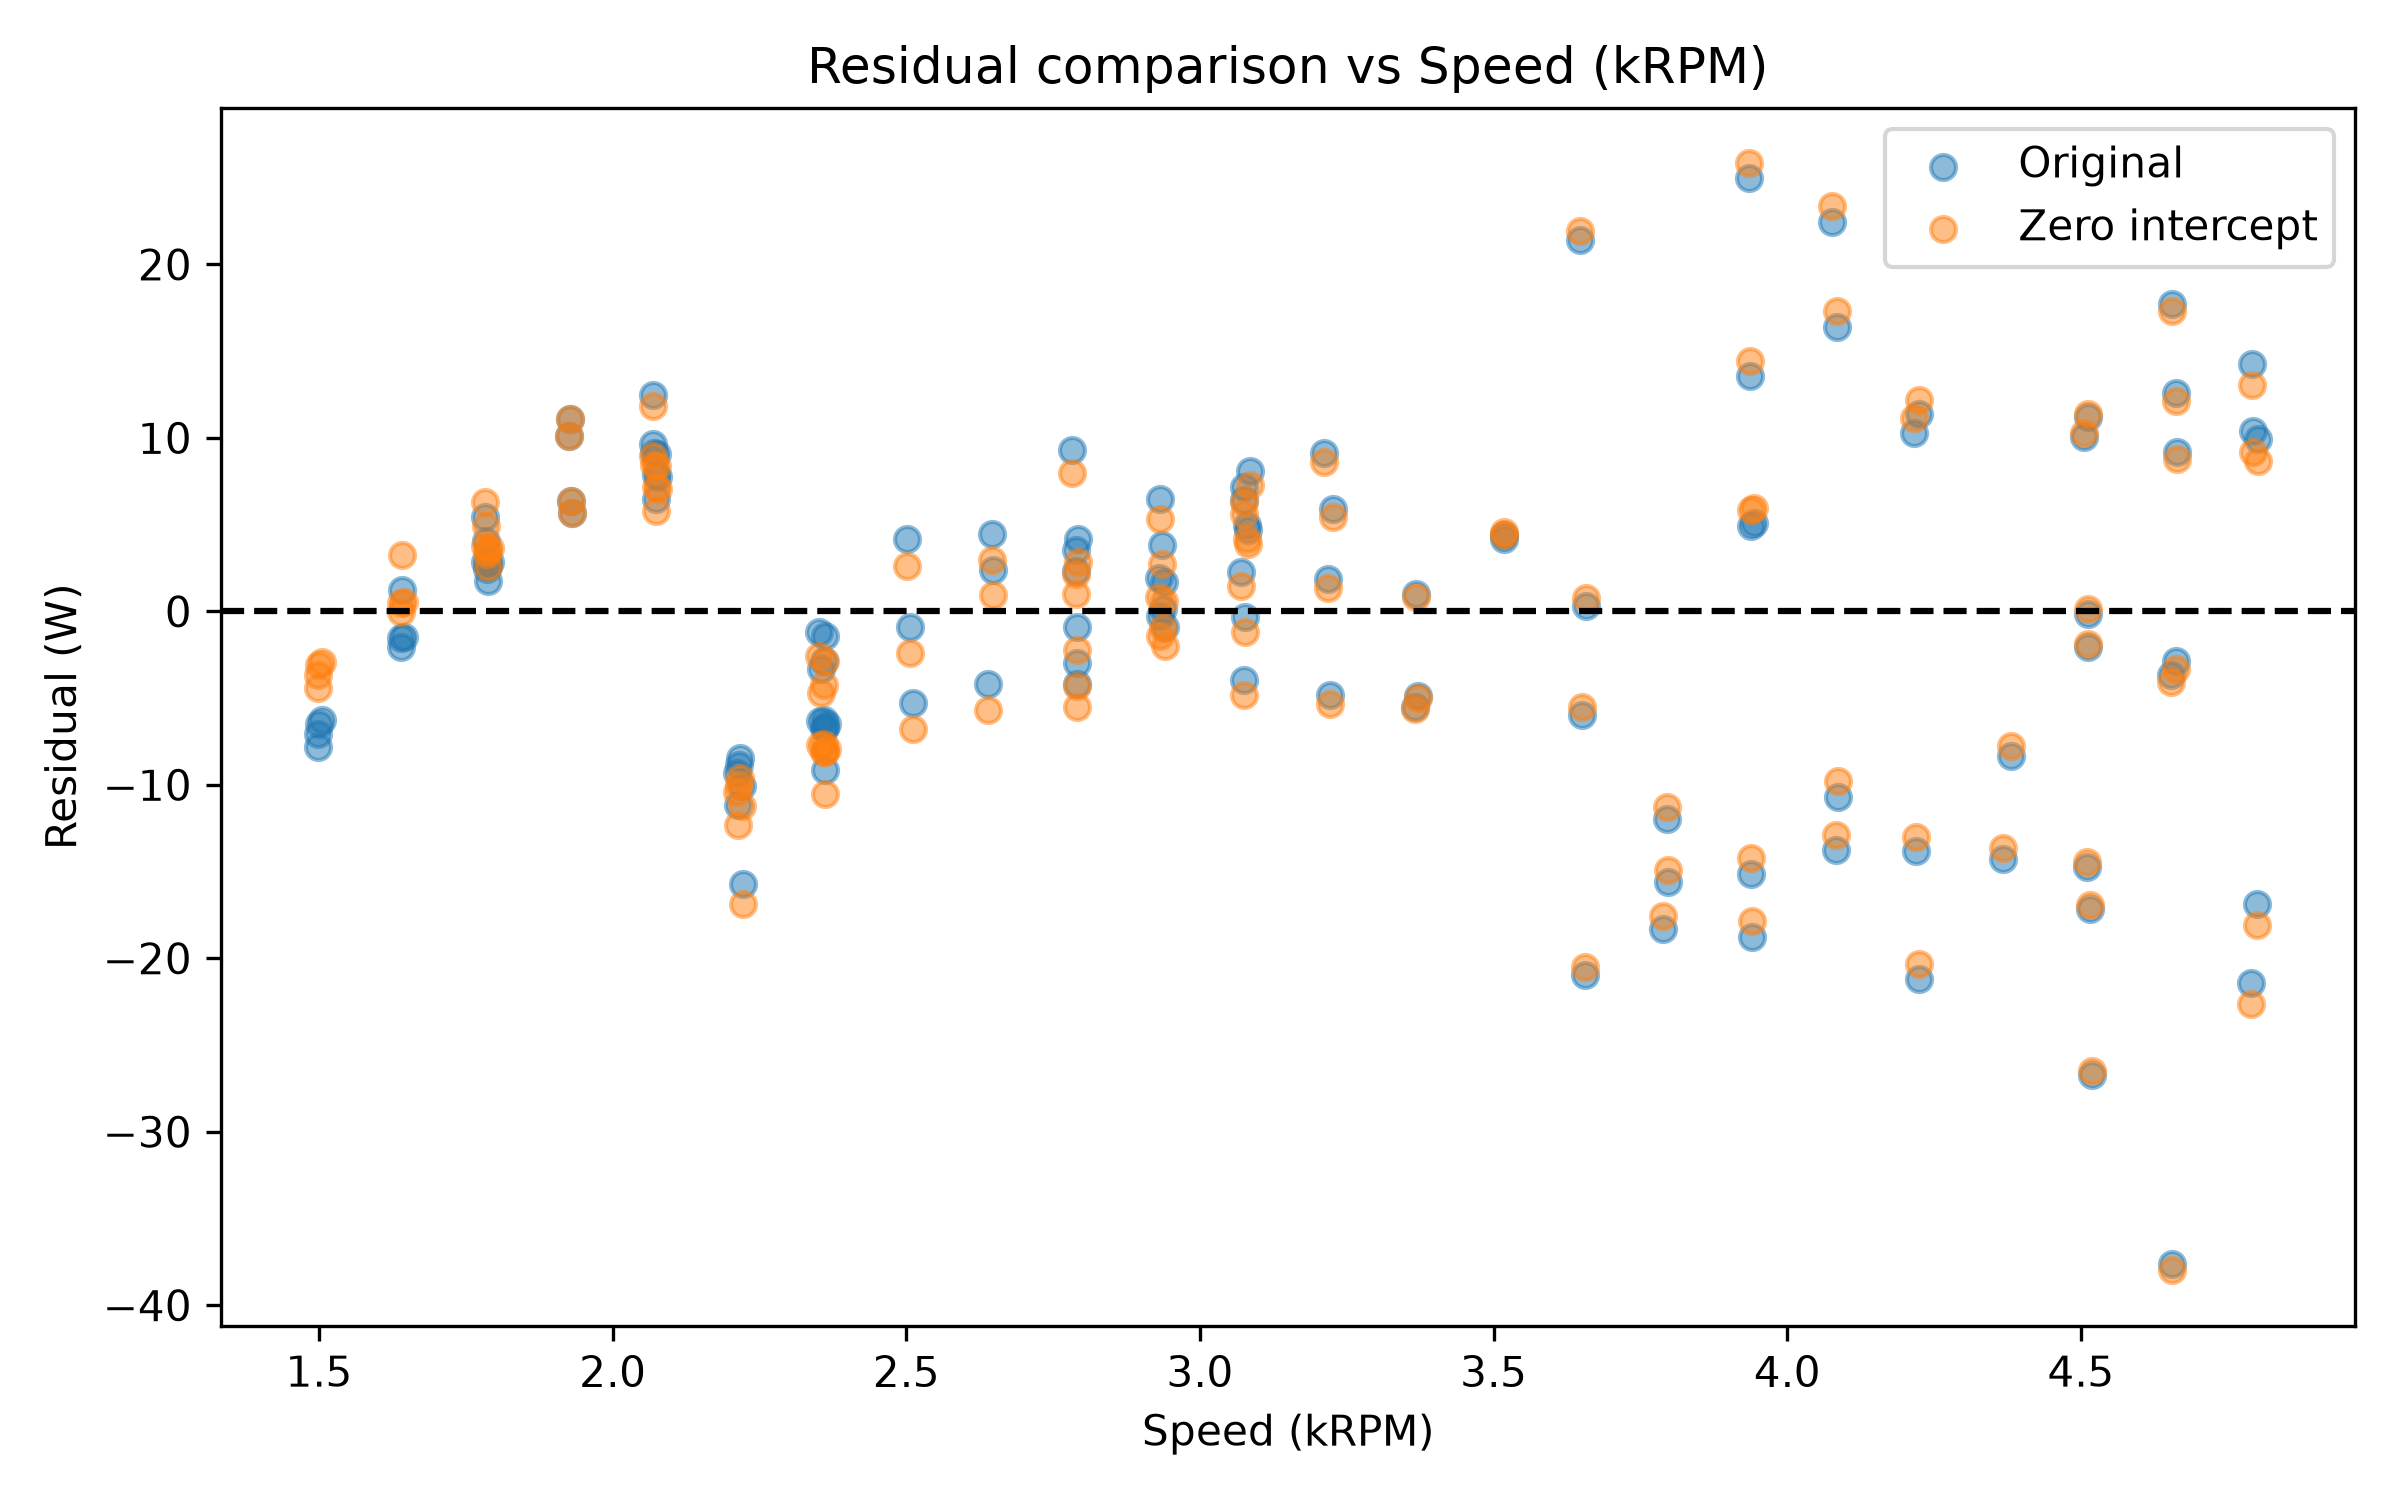 Residual comparison vs Speed (kRPM)
Original
Zero intercept
Residual (W)
20
10
0
−10
−20
−30
−40
1.5 2.0 2.5 3.0 3.5 4.0 4.5
Speed (kRPM)